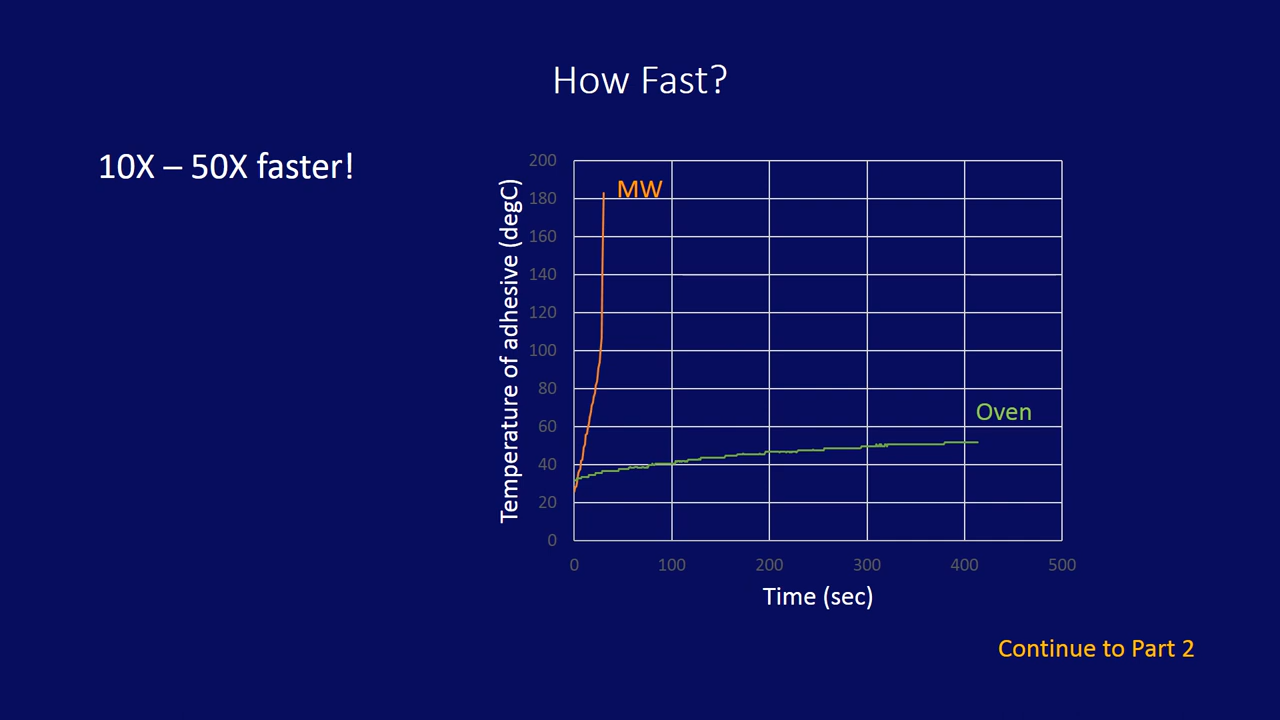 How Fast?
10X – 50X faster!
200
180
160
140
120
100
80
60
40
20
0
Temperature of adhesive (degC)
MW
Oven
0 100 200 300 400 500
Time (sec)
Continue to Part 2